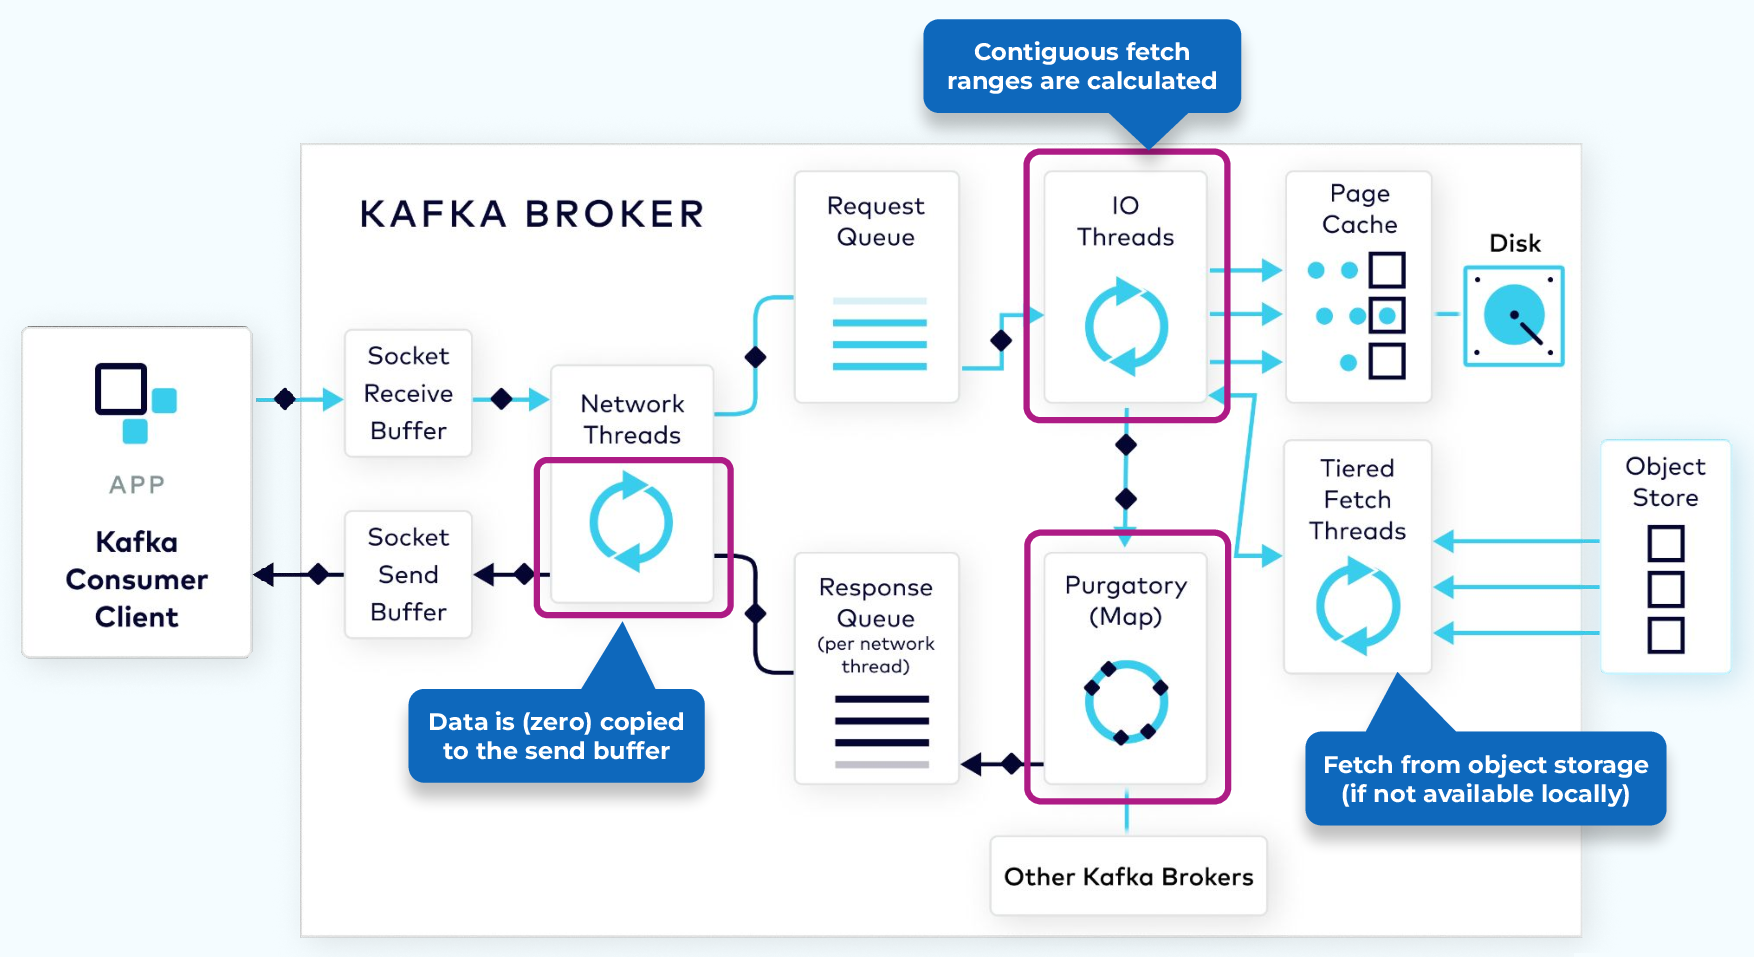 Contiguous fetch
ranges are calculated
KAFKA BROKER
Request
Queue
IO
Threads
Page
Cache
Disk
Socket
Receive
Buffer
Network
Threads
APP
Kafka
Consumer
Client
Socket
Send
Buffer
Response
Queue
(per network
thread)
Purgatory
(Map)
Tiered
Fetch
Threads
Object
Store
Data is (zero) copied
to the send buffer
Fetch from object storage
(if not available locally)
Other Kafka Brokers